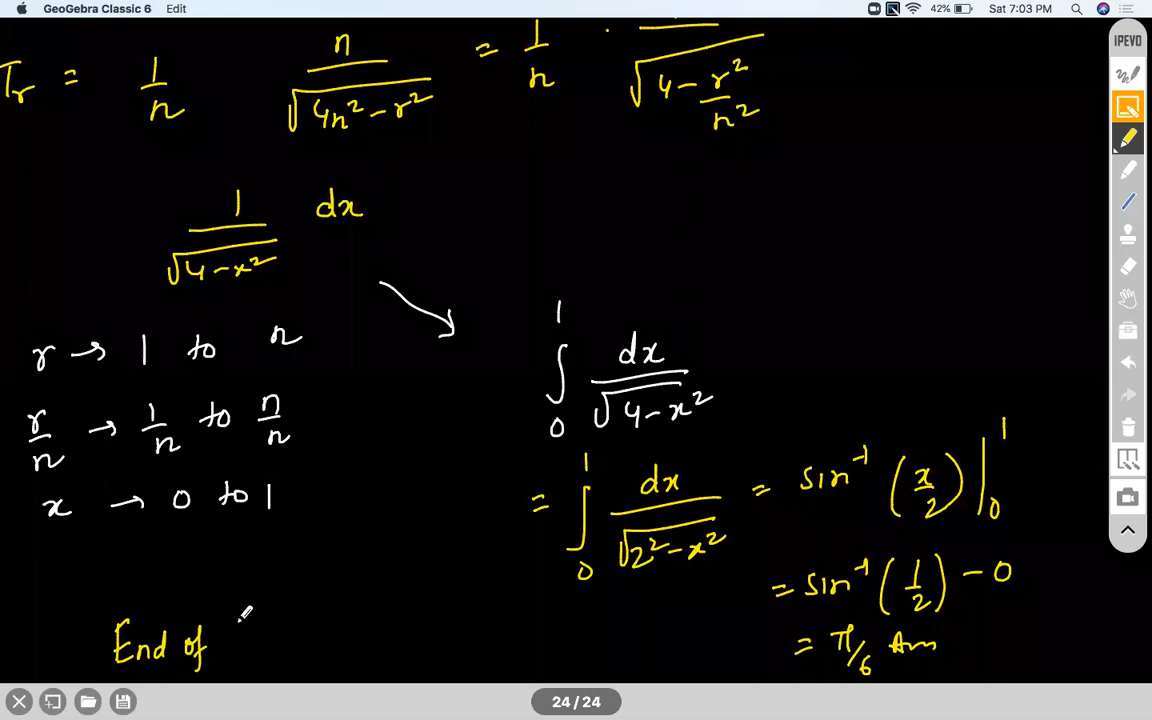 GeoGebra Classic 6 Edit 42% Sat 7:03 PM
IPEVO
Tr = 1/n n/√(4n² - r²) = 1/n · /√(4 - r²/n²)
1/√(4-x²) dx
r → 1 to n
r/n → 1/n to n/n
x → 0 to 1
∫₀¹ dx/√(4-x²)
= ∫₀¹ dx/√(2²-x²) = sin⁻¹(x/2)|₀¹
= sin⁻¹(1/2) - 0
= π/6 Ans
End of
24 / 24